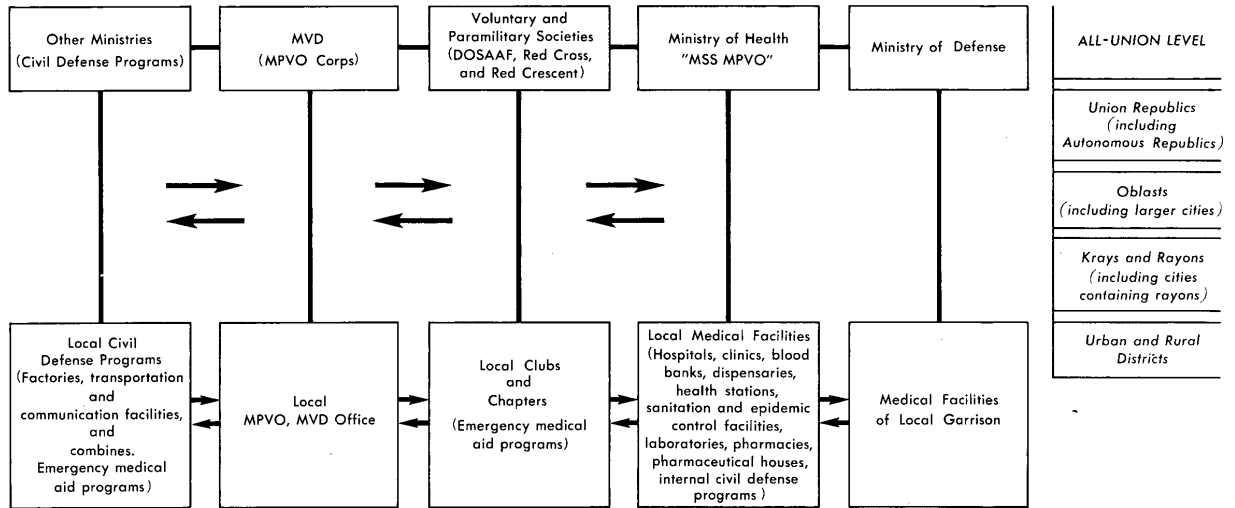 Other Ministries
(Civil Defense Programs)
MVD
(MPVO Corps)
Voluntary and
Paramilitary Societies
(DOSAAF, Red Cross,
and Red Crescent)
Ministry of Health
"MSS MPVO"
Ministry of Defense
ALL-UNION LEVEL
Union Republics
(including
Autonomous Republics)
Oblasts
(including larger cities)
Krays and Rayons
(including cities
containing rayons)
Urban and Rural
Districts
Local Civil
Defense Programs
(Factories, transportation
and
communication facilities,
and
combines.
Emergency medical
aid programs)
Local
MPVO, MVD Office
Local Clubs
and
Chapters
(Emergency medical
aid programs)
Local Medical Facilities
(Hospitals, clinics, blood
banks, dispensaries,
health stations,
sanitation and epidemic
control facilities,
laboratories, pharmacies,
pharmaceutical houses,
internal civil defense
programs)
Medical Facilities
of Local Garrison